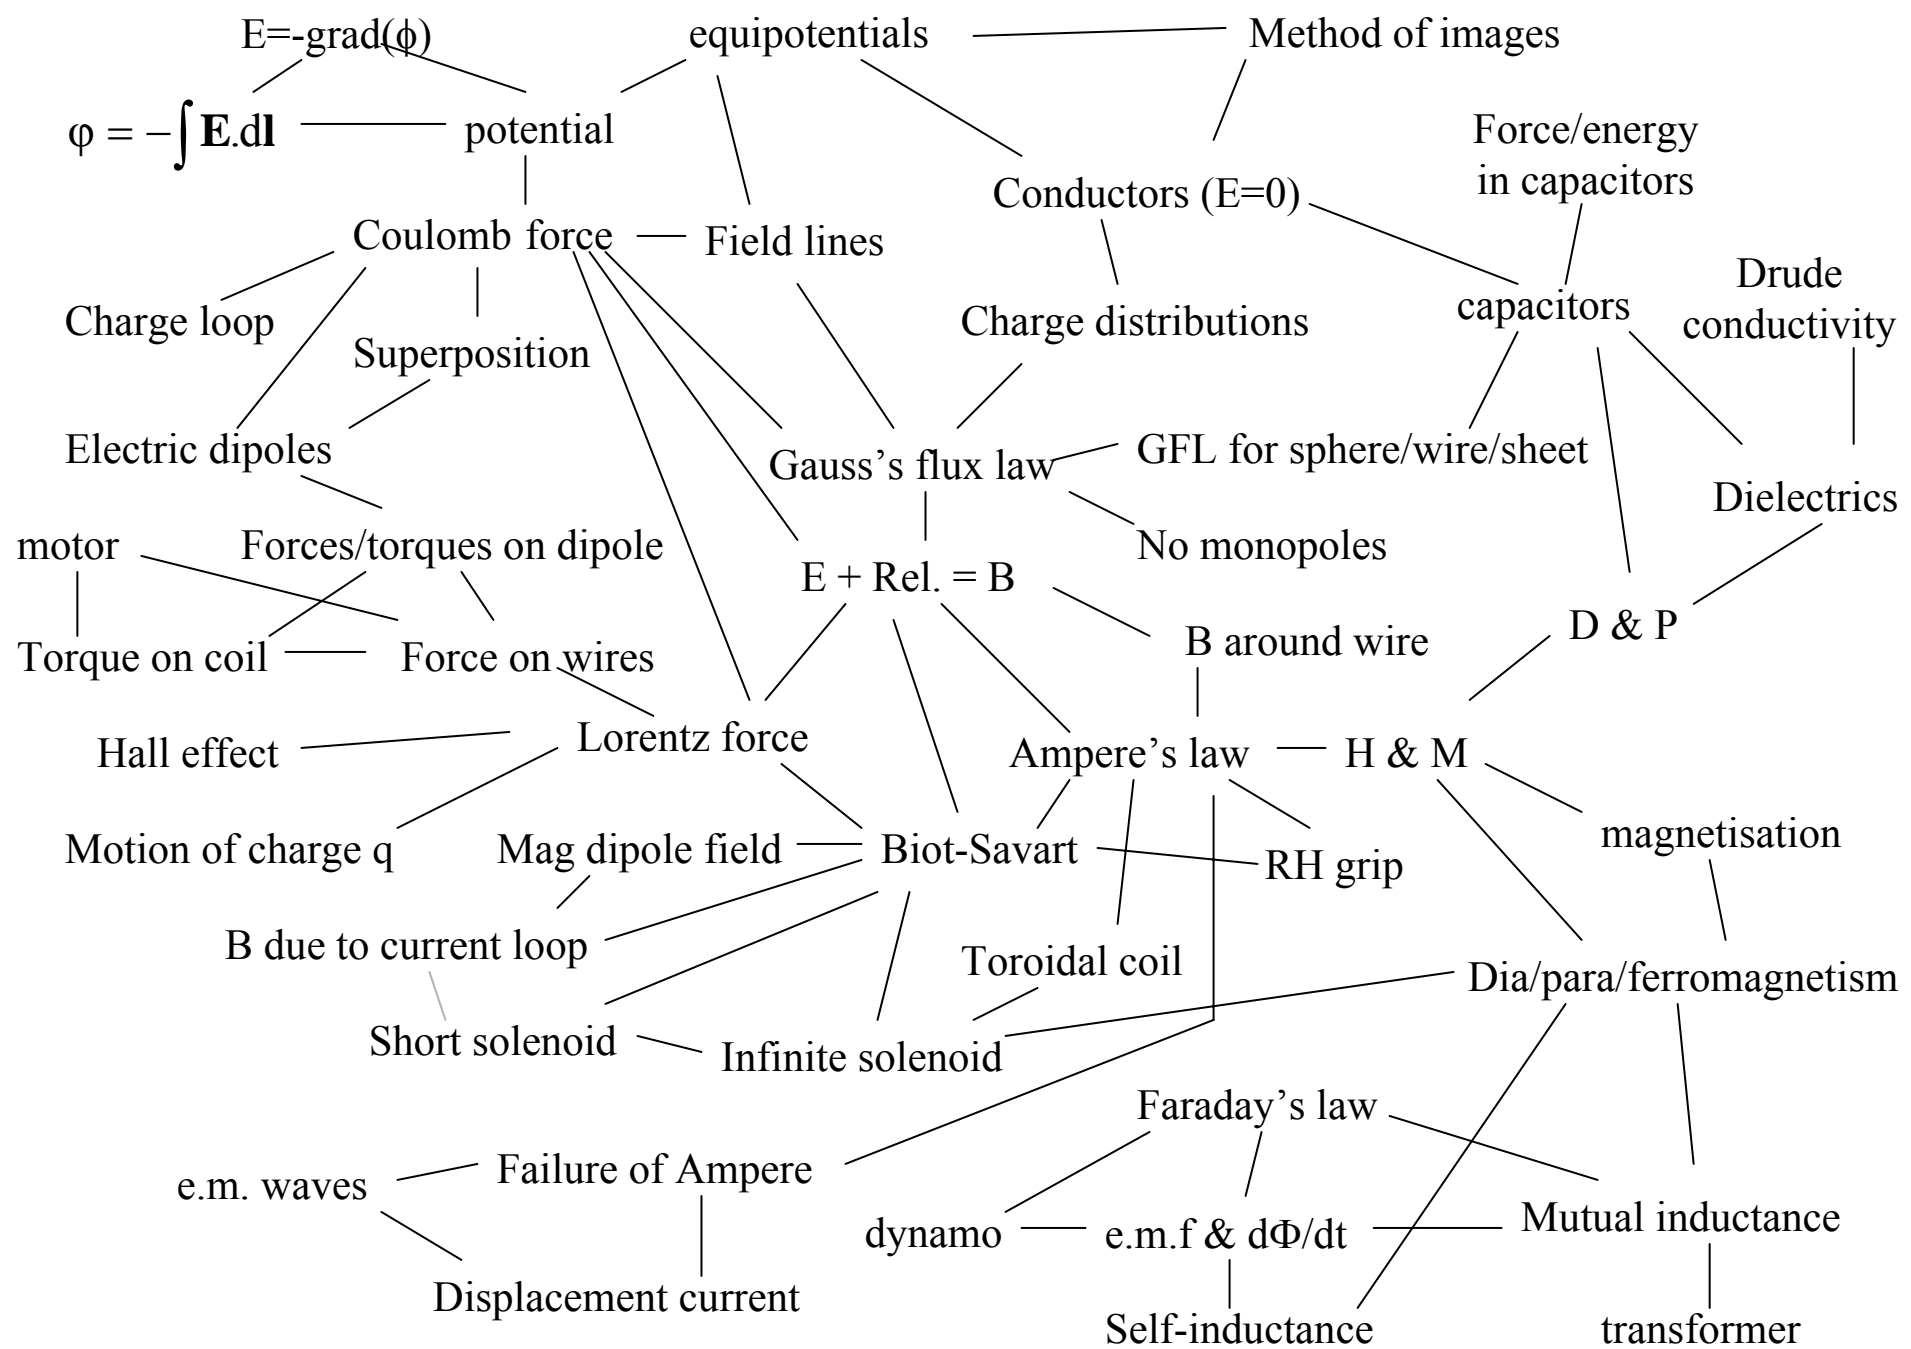 E=-grad(ϕ)
equipotentials
Method of images
φ = −∫ E.dl
potential
Force/energy
in capacitors
Conductors (E=0)
Coulomb force
Field lines
Drude
conductivity
Charge loop
Superposition
Charge distributions
capacitors
Electric dipoles
Gauss’s flux law
GFL for sphere/wire/sheet
Dielectrics
motor
Forces/torques on dipole
No monopoles
E + Rel. = B
D & P
Torque on coil
Force on wires
B around wire
Hall effect
Lorentz force
Ampere’s law
H & M
Motion of charge q
Mag dipole field
Biot-Savart
RH grip
magnetisation
B due to current loop
Toroidal coil
Dia/para/ferromagnetism
Short solenoid
Infinite solenoid
Faraday’s law
e.m. waves
Failure of Ampere
dynamo
e.m.f & dΦ/dt
Mutual inductance
Displacement current
Self-inductance
transformer